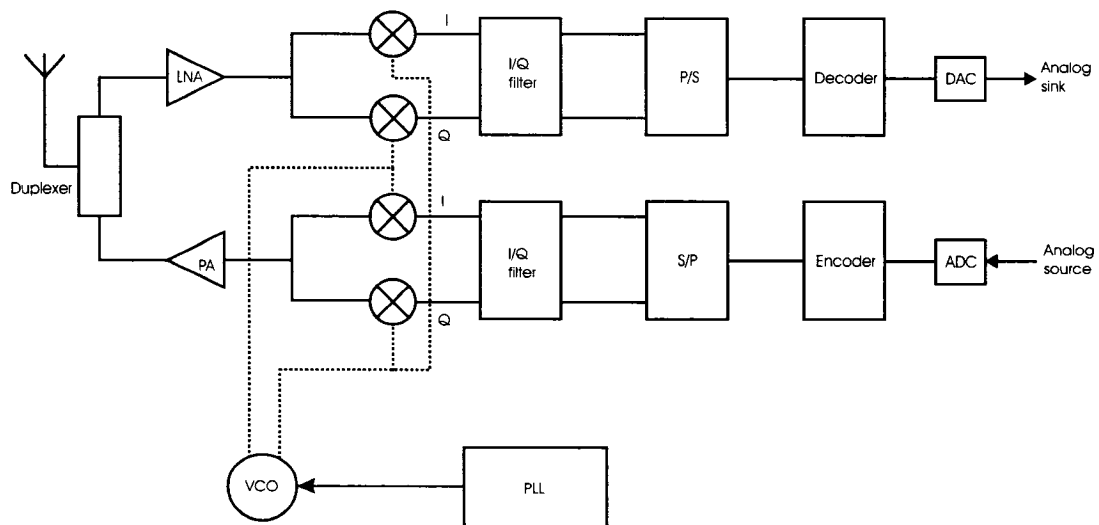 I
LNA
I/Q
filter
P/S
Decoder
DAC
Analog
sink
Q
Duplexer
I
PA
I/Q
filter
S/P
Encoder
ADC
Analog
source
Q
VCO
PLL